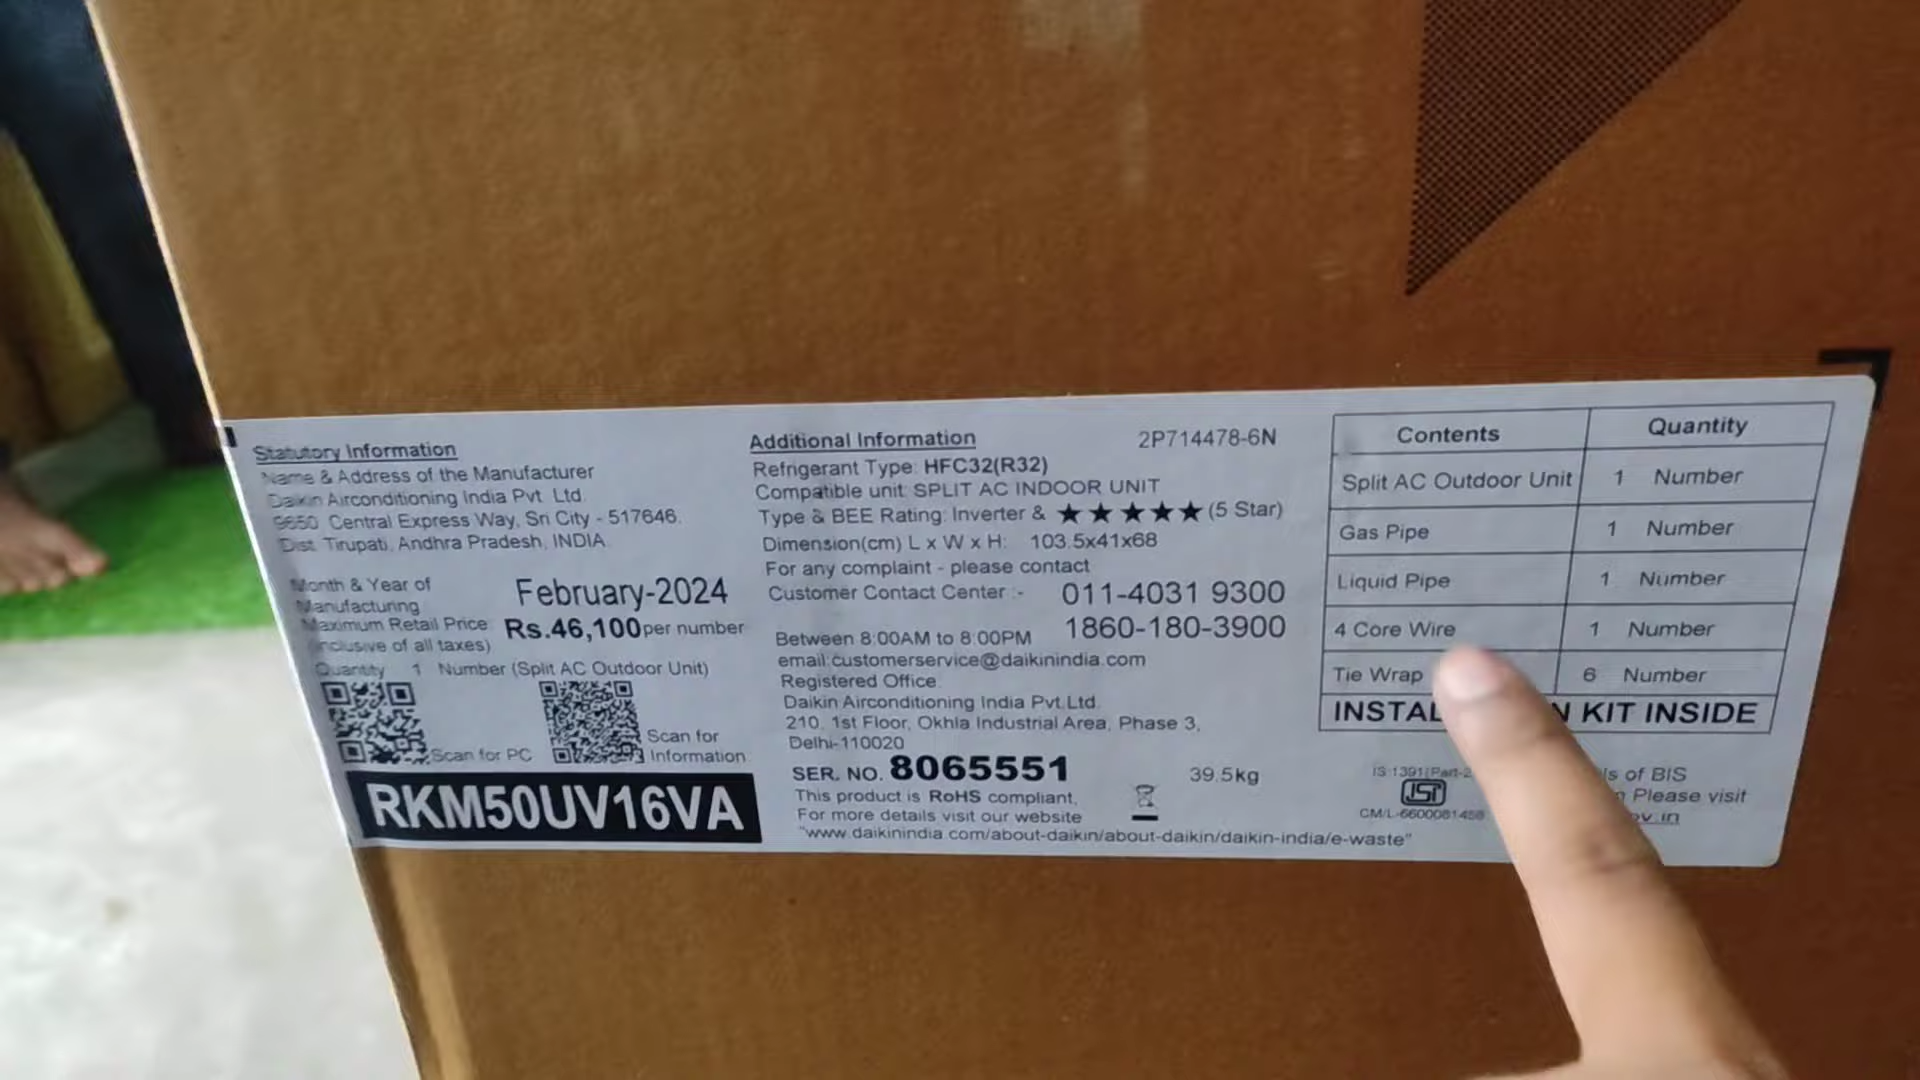 Statutory Information
Name & Address of the Manufacturer
Daikin Airconditioning India Pvt. Ltd.
9650, Central Express Way, Sri City - 517646.
Dist. Tirupati, Andhra Pradesh, INDIA
Month & Year of
Manufacturing
February-2024
Maximum Retail Price
(inclusive of all taxes)
Rs.46,100 per number
Quantity 1 Number (Split AC Outdoor Unit)
Scan for PC
Scan for
Information
RKM50UV16VA
Additional Information
2P714478-6N
Refrigerant Type: HFC32(R32)
Compatible unit: SPLIT AC INDOOR UNIT
Type & BEE Rating: Inverter & ★★★★★ (5 Star)
Dimension(cm) L x W x H: 103.5x41x68
For any complaint - please contact
Customer Contact Center :- 011-4031 9300
1860-180-3900
Between 8:00AM to 8:00PM
email:customerservice@daikinindia.com
Registered Office
Daikin Airconditioning India Pvt.Ltd.
210, 1st Floor, Okhla Industrial Area, Phase 3,
Delhi-110020
SER. NO. 8065551
39.5kg
This product is RoHS compliant,
For more details visit our website
"www.daikinindia.com/about-daikin/about-daikin/daikin-india/e-waste"
Contents Quantity
Split AC Outdoor Unit 1 Number
Gas Pipe 1 Number
Liquid Pipe 1 Number
4 Core Wire 1 Number
Tie Wrap 6 Number
KIT INSIDE
IS:1391(Part-2
of BIS
ISI
Please visit
CM/L-6600081458